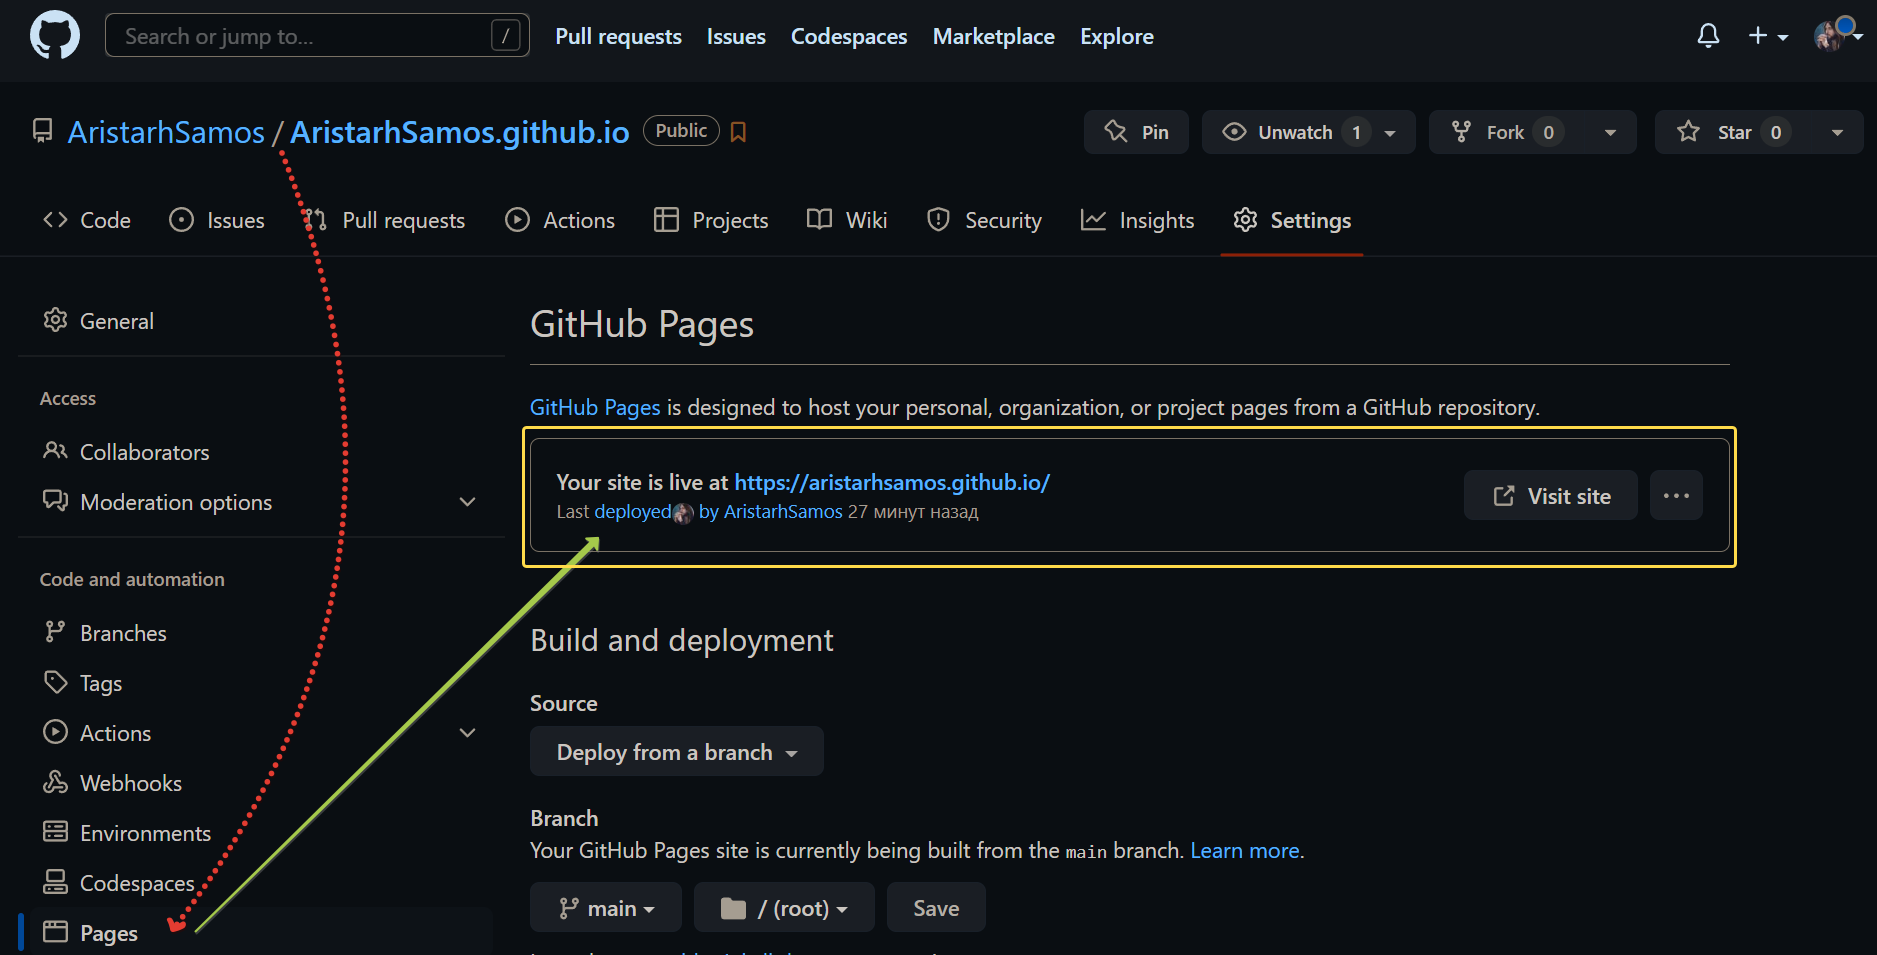 Search or jump to... /
Pull requests Issues Codespaces Marketplace Explore
AristarhSamos / AristarhSamos.github.io Public
Pin Unwatch 1 Fork 0 Star 0
Code Issues Pull requests Actions Projects Wiki Security Insights Settings
General
Access
Collaborators
Moderation options
Code and automation
Branches
Tags
Actions
Webhooks
Environments
Codespaces
Pages
GitHub Pages
GitHub Pages is designed to host your personal, organization, or project pages from a GitHub repository.
Your site is live at https://aristarhsamos.github.io/
Last deployed by AristarhSamos 27 минут назад
Visit site
Build and deployment
Source
Deploy from a branch
Branch
Your GitHub Pages site is currently being built from the main branch. Learn more.
main / (root) Save